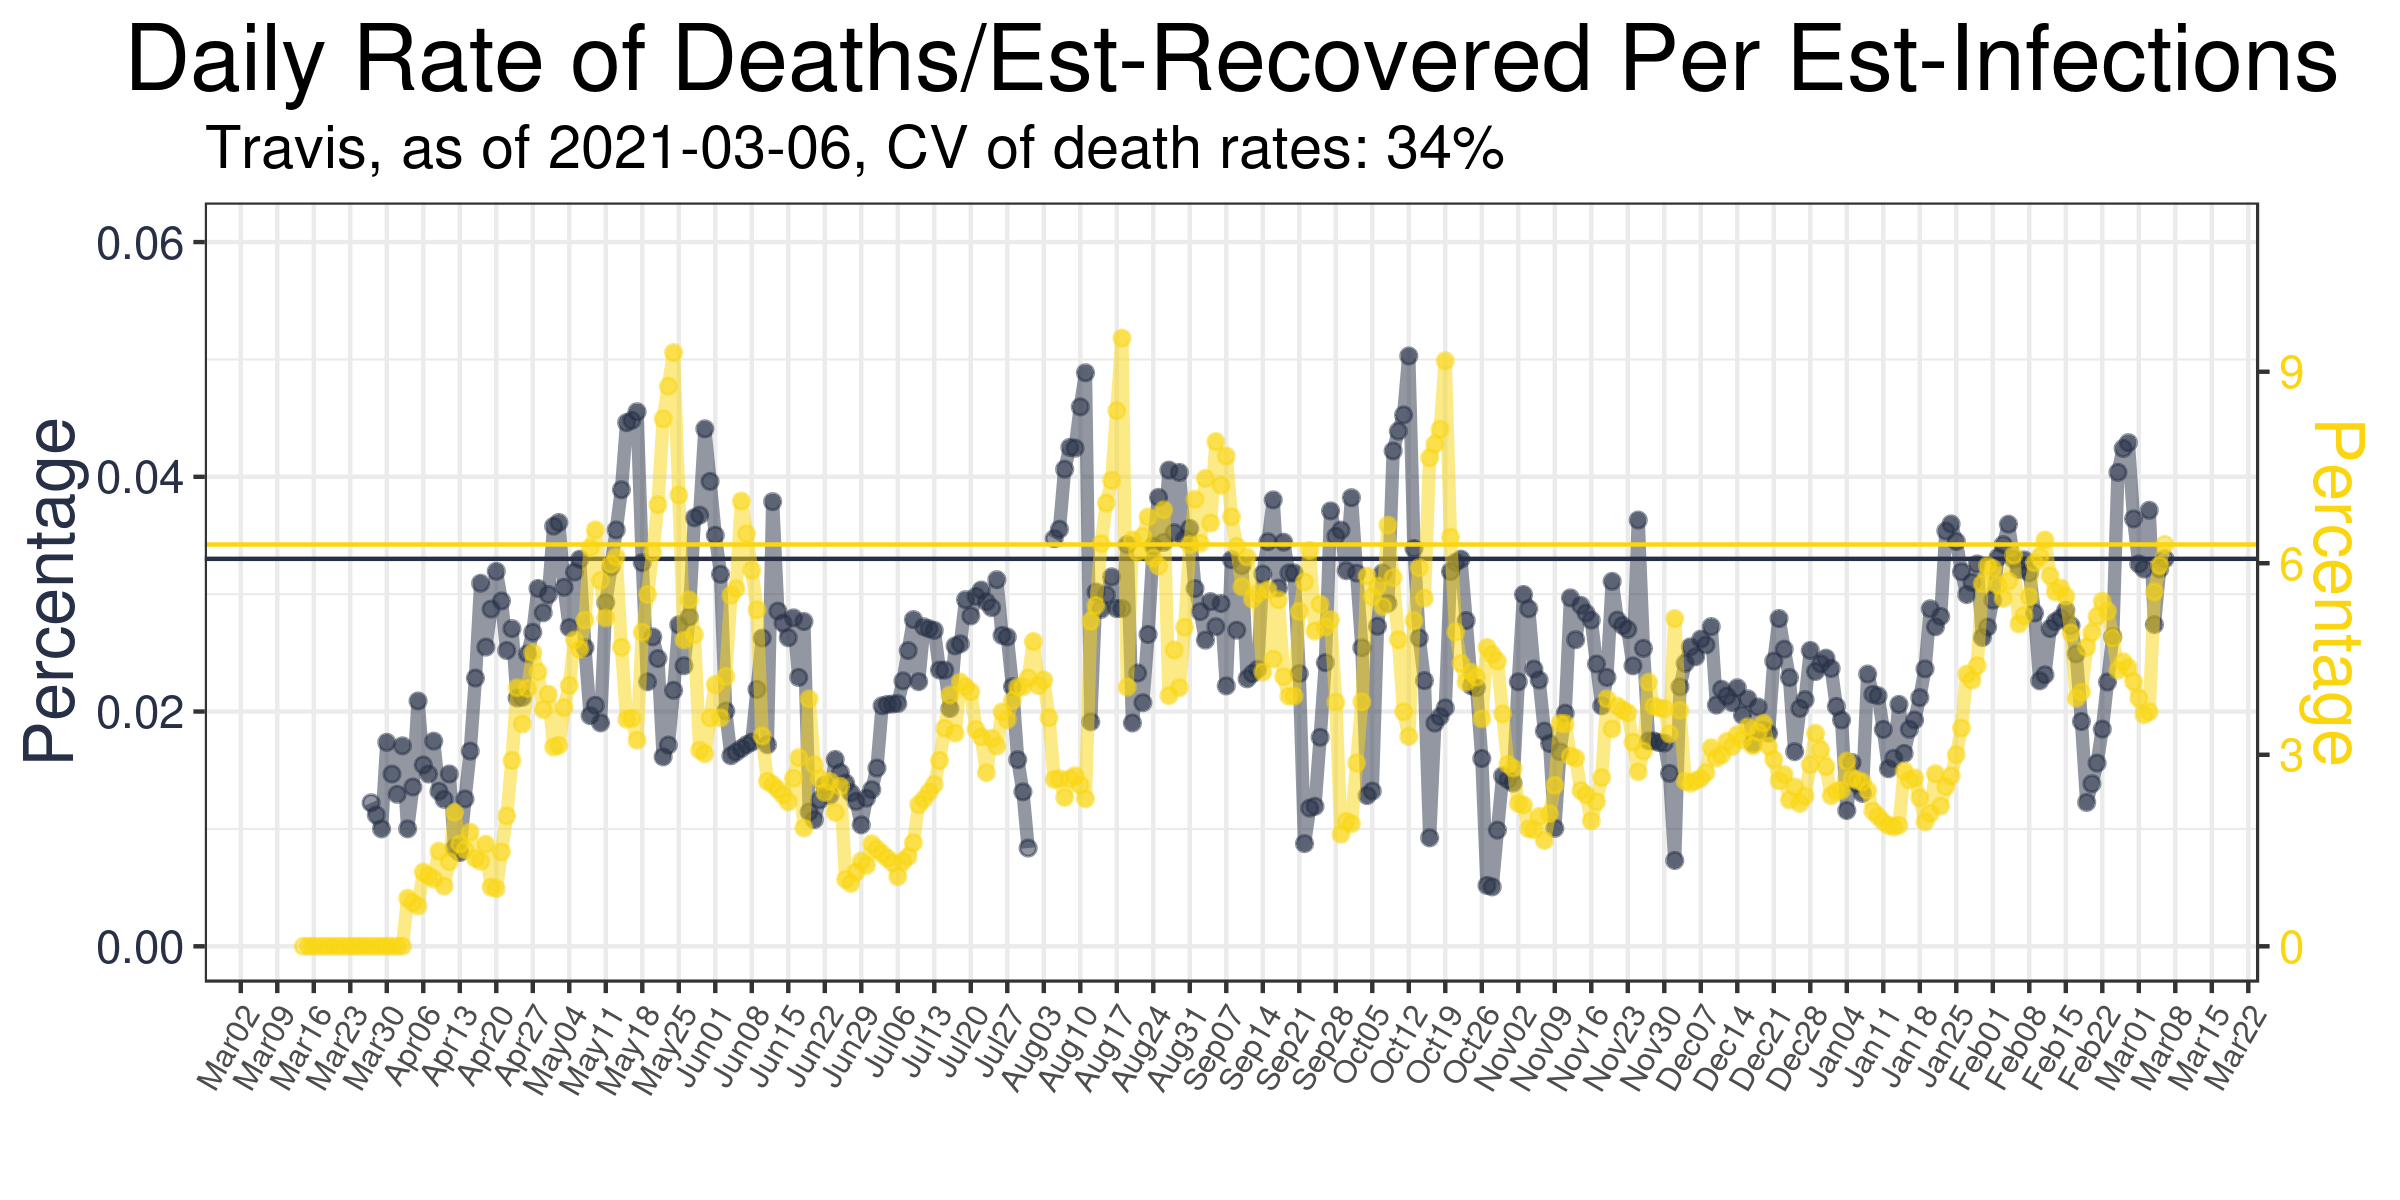 Daily Rate of Deaths/Est-Recovered Per Est-Infections
Travis, as of 2021-03-06, CV of death rates: 34%
Percentage
0.06
0.04
0.02
0.00
9
6
3
0
Percentage
Mar02
Mar09
Mar16
Mar23
Mar30
Apr06
Apr13
Apr20
Apr27
May04
May11
May18
May25
Jun01
Jun08
Jun15
Jun22
Jun29
Jul06
Jul13
Jul20
Jul27
Aug03
Aug10
Aug17
Aug24
Aug31
Sep07
Sep14
Sep21
Sep28
Oct05
Oct12
Oct19
Oct26
Nov02
Nov09
Nov16
Nov23
Nov30
Dec07
Dec14
Dec21
Dec28
Dec04
Jan11
Jan18
Jan25
Feb01
Feb08
Feb15
Feb22
Mar01
Mar08
Mar15
Mar22